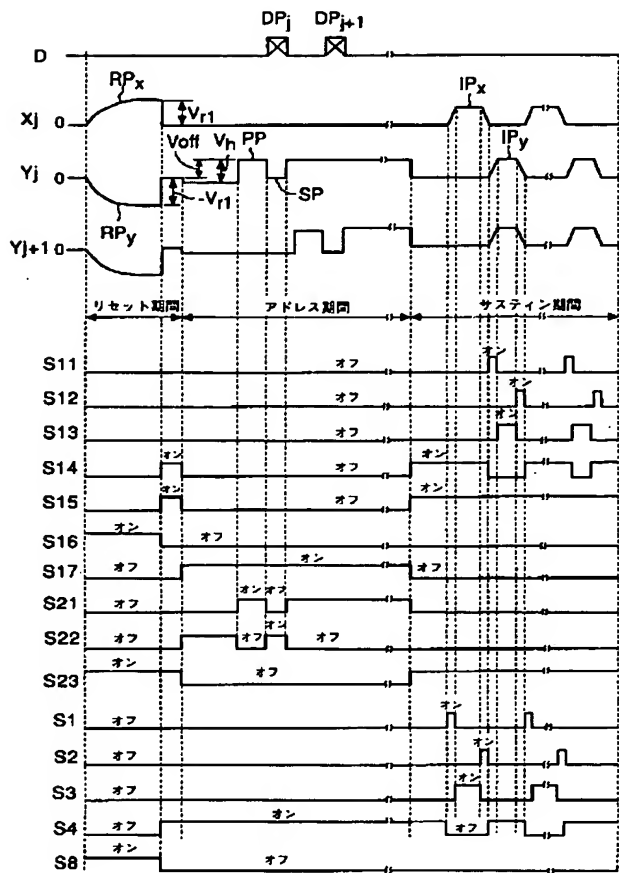 DPj DPj+1
D
RPx Vr1 IPx
Xj 0
Voff Vh PP IPy
Yj 0
SP
-Vr1
RPy
Yj+1 0
リセット期間 アドレス期間 サスティン期間
S11 オフ オン
S12 オフ オン
S13 オフ オン
S14 オン オフ オン
S15 オン オフ オン
S16 オン オフ
S17 オフ オン オフ
S21 オフ オン オフ
S22 オフ オフ オン オフ
S23 オン オフ
S1 オフ オン
S2 オフ オン
S3 オフ オン
S4 オフ オン オフ
S8 オン オフ